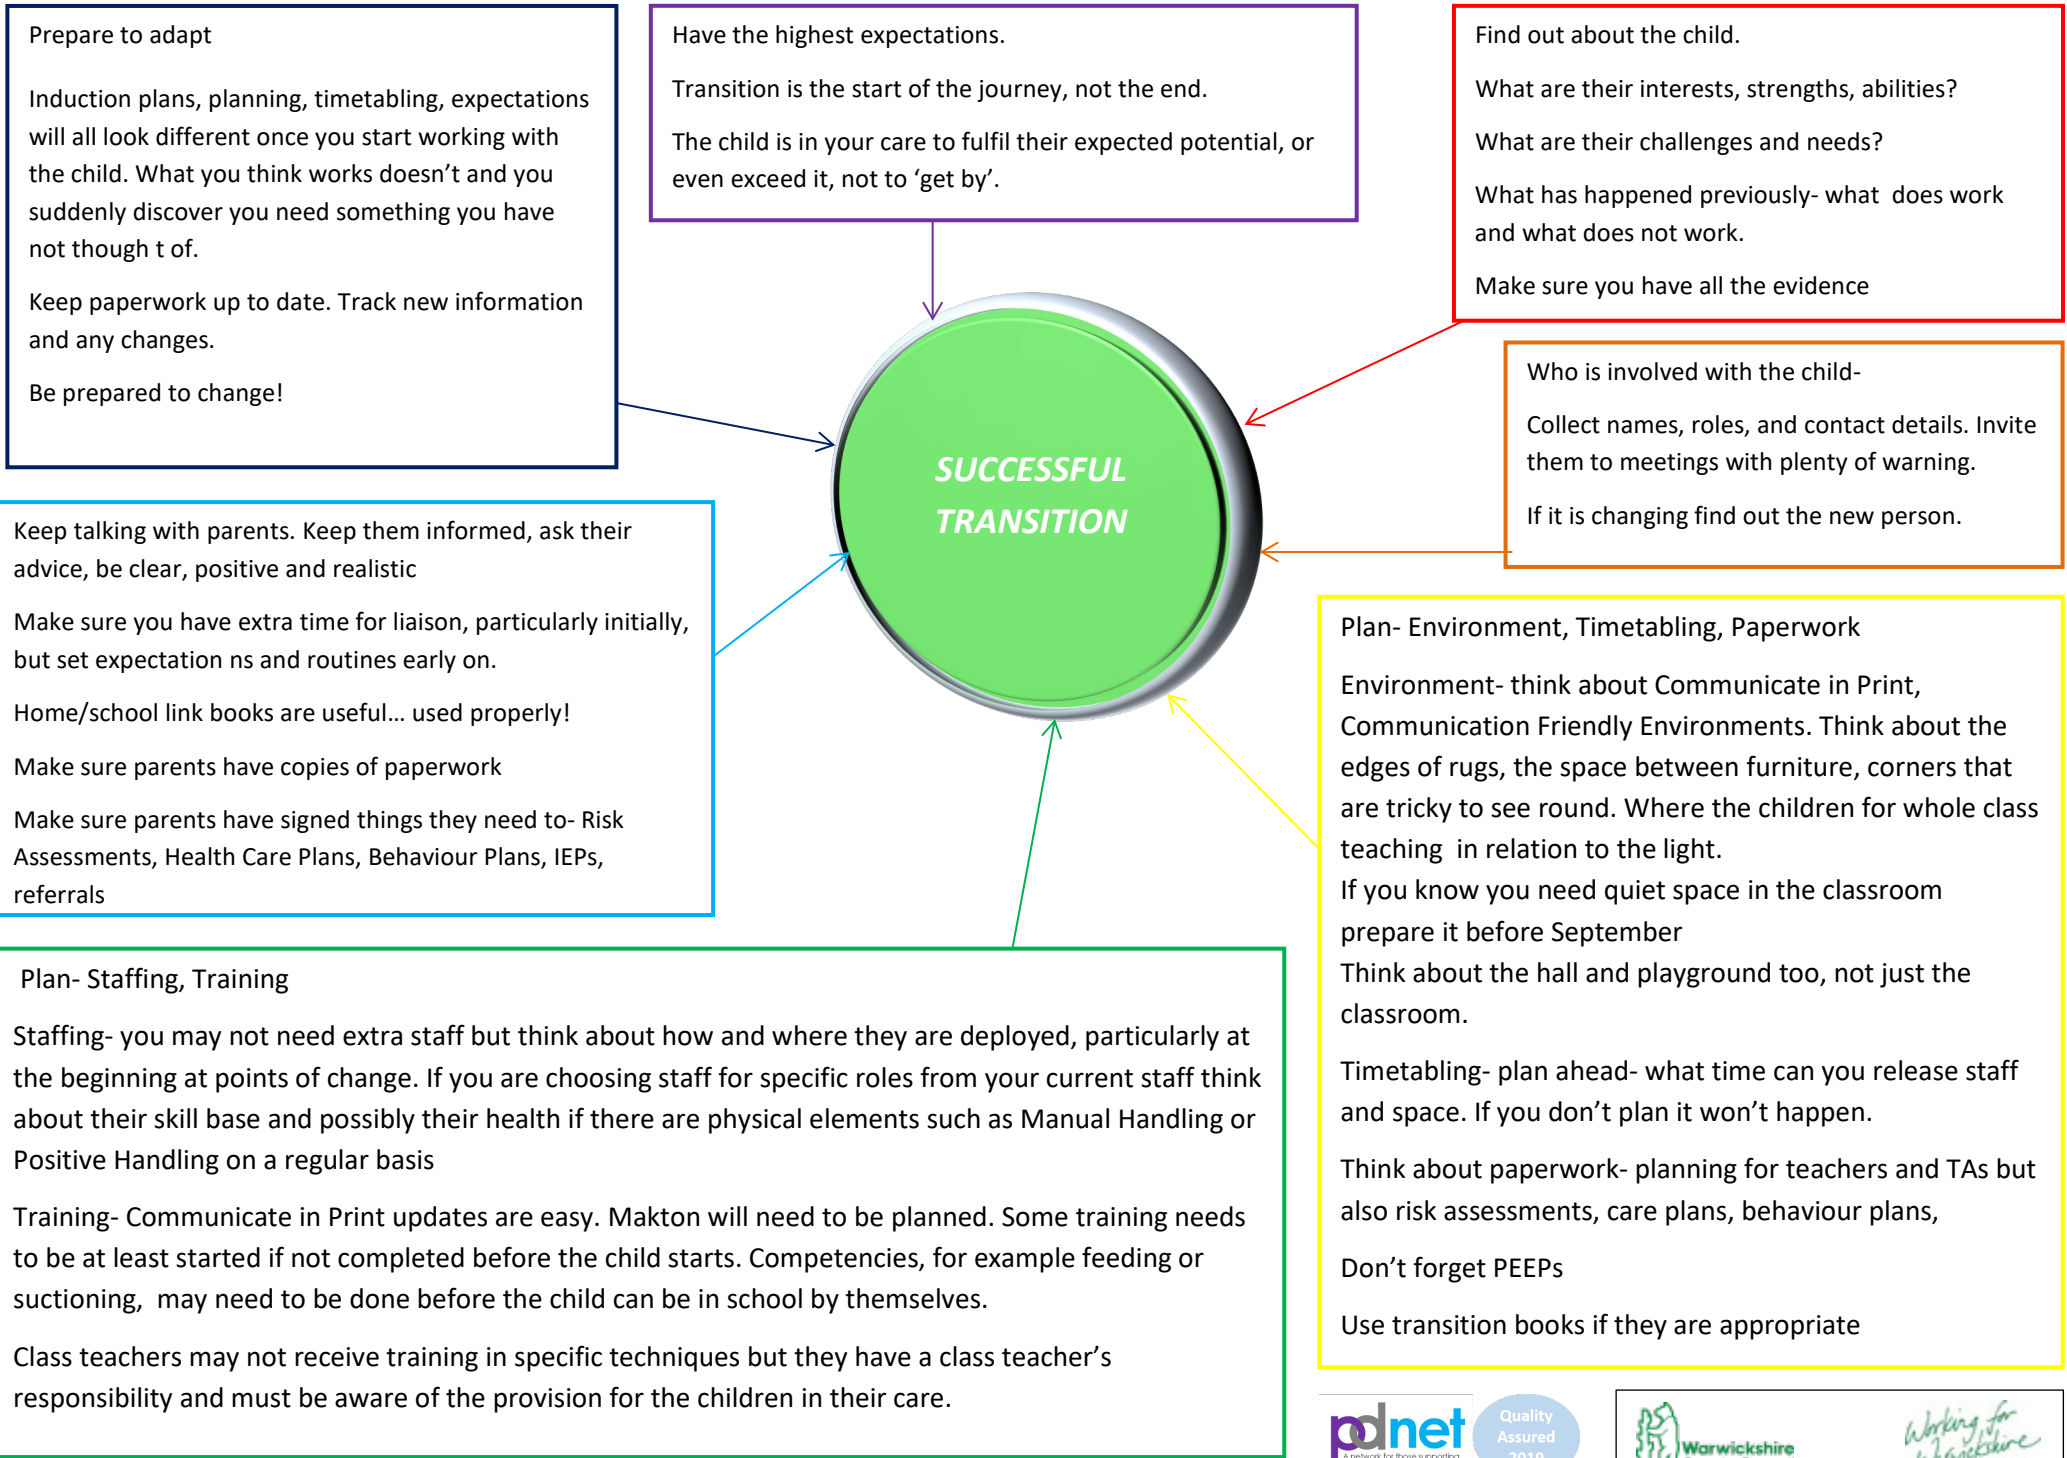 Prepare to adapt
Induction plans, planning, timetabling, expectations
will all look different once you start working with
the child. What you think works doesn’t and you
suddenly discover you need something you have
not though t of.
Keep paperwork up to date. Track new information
and any changes.
Be prepared to change!
Have the highest expectations.
Transition is the start of the journey, not the end.
The child is in your care to fulfil their expected potential, or
even exceed it, not to ‘get by’.
Find out about the child.
What are their interests, strengths, abilities?
What are their challenges and needs?
What has happened previously- what  does work
and what does not work.
Make sure you have all the evidence
Who is involved with the child-
Collect names, roles, and contact details. Invite
them to meetings with plenty of warning.
If it is changing find out the new person.
SUCCESSFUL
TRANSITION
Keep talking with parents. Keep them informed, ask their
advice, be clear, positive and realistic
Make sure you have extra time for liaison, particularly initially,
but set expectation ns and routines early on.
Home/school link books are useful… used properly!
Make sure parents have copies of paperwork
Make sure parents have signed things they need to- Risk
Assessments, Health Care Plans, Behaviour Plans, IEPs,
referrals
Plan- Environment, Timetabling, Paperwork
Environment- think about Communicate in Print,
Communication Friendly Environments. Think about the
edges of rugs, the space between furniture, corners that
are tricky to see round. Where the children for whole class
teaching  in relation to the light.
If you know you need quiet space in the classroom
prepare it before September
Think about the hall and playground too, not just the
classroom.
Timetabling- plan ahead- what time can you release staff
and space. If you don’t plan it won’t happen.
Think about paperwork- planning for teachers and TAs but
also risk assessments, care plans, behaviour plans,
Don’t forget PEEPs
Use transition books if they are appropriate
Plan- Staffing, Training
Staffing- you may not need extra staff but think about how and where they are deployed, particularly at
the beginning at points of change. If you are choosing staff for specific roles from your current staff think
about their skill base and possibly their health if there are physical elements such as Manual Handling or
Positive Handling on a regular basis
Training- Communicate in Print updates are easy. Makton will need to be planned. Some training needs
to be at least started if not completed before the child starts. Competencies, for example feeding or
suctioning,  may need to be done before the child can be in school by themselves.
Class teachers may not receive training in specific techniques but they have a class teacher’s
responsibility and must be aware of the provision for the children in their care.
pdnet
A network for those supporting
Quality
Assured
2019
Warwickshire
Working for
Warwickshire